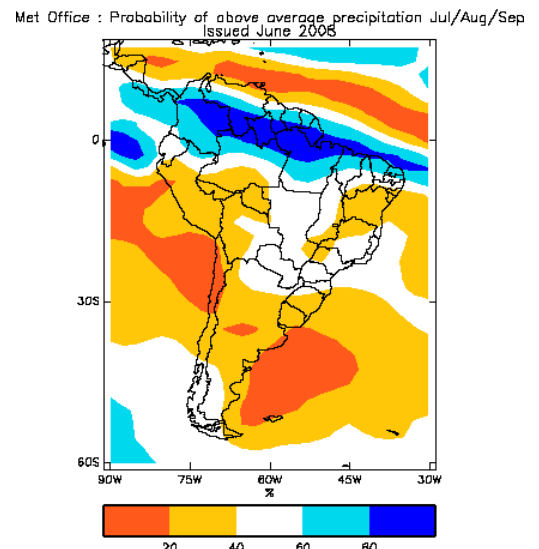 Met Office : Probability of above average precipitation Jul/Aug/Sep
Issued June 2008
0
30S
60S
90W 75W 60W 45W 30W
%
20 40 60 80